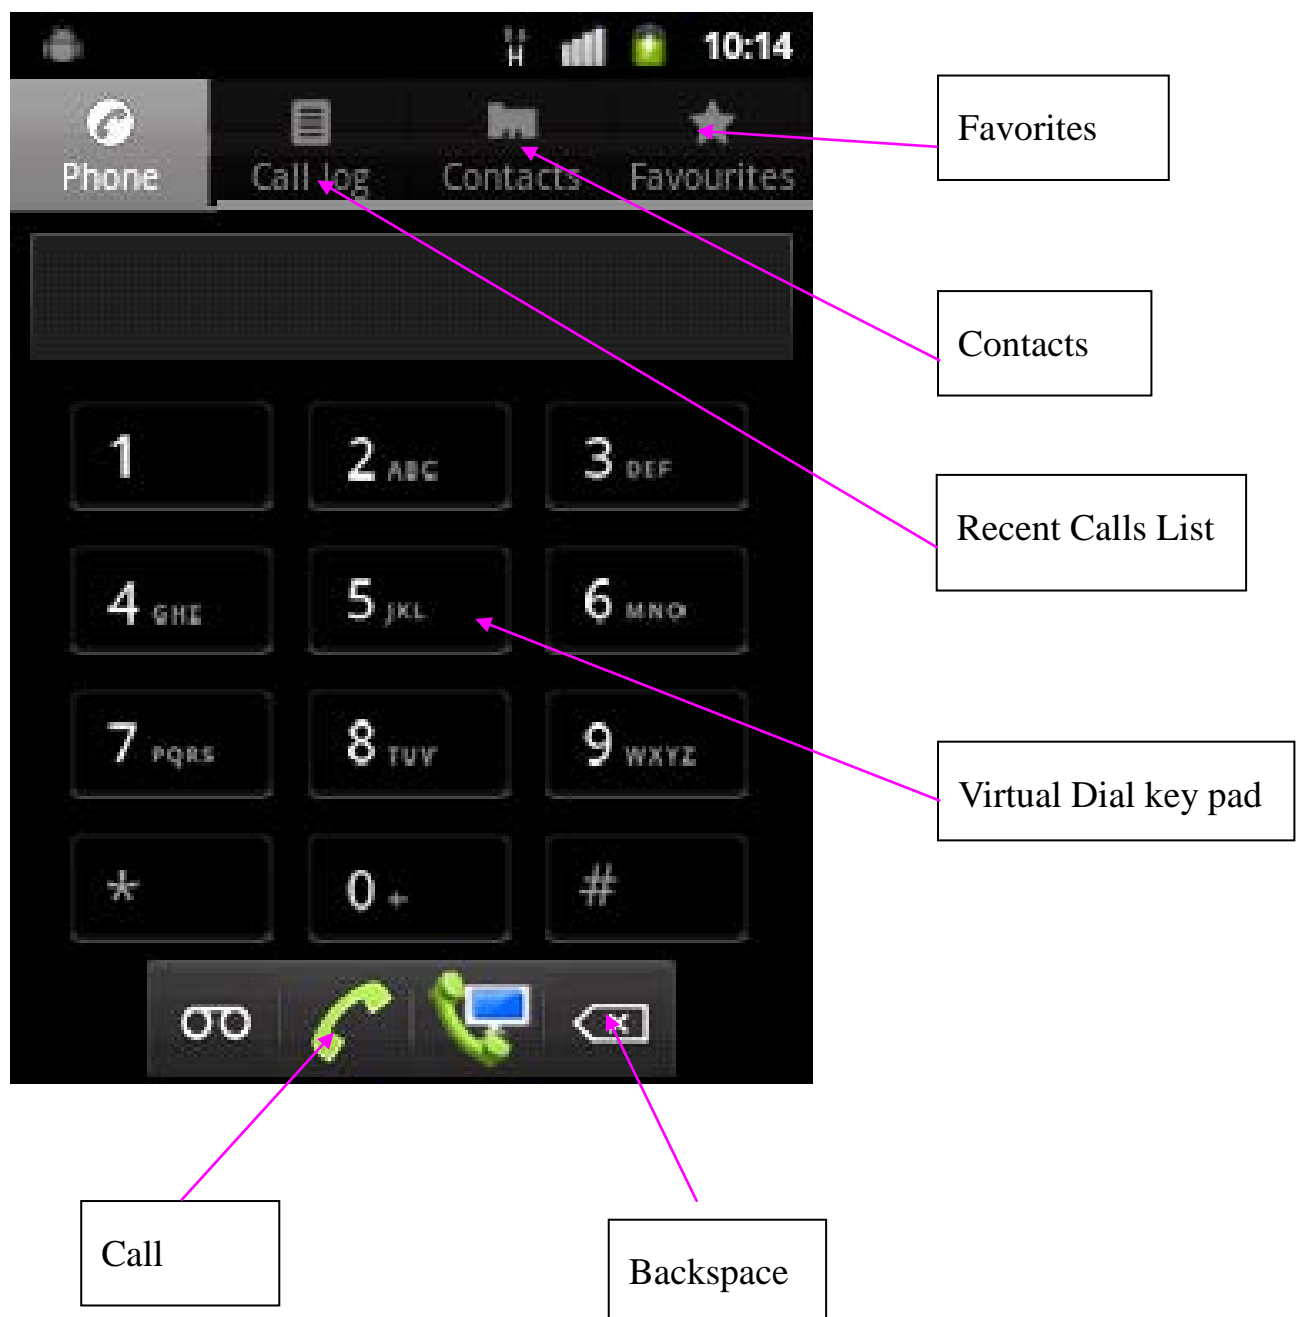 H 10:14
Phone Call log Contacts Favourites
Favorites
Contacts
1 2 ABC 3 DEF
Recent Calls List
4 GHI 5 JKL 6 MNO
7 PQRS 8 TUV 9 WXYZ
Virtual Dial key pad
* 0 + #
Call
Backspace